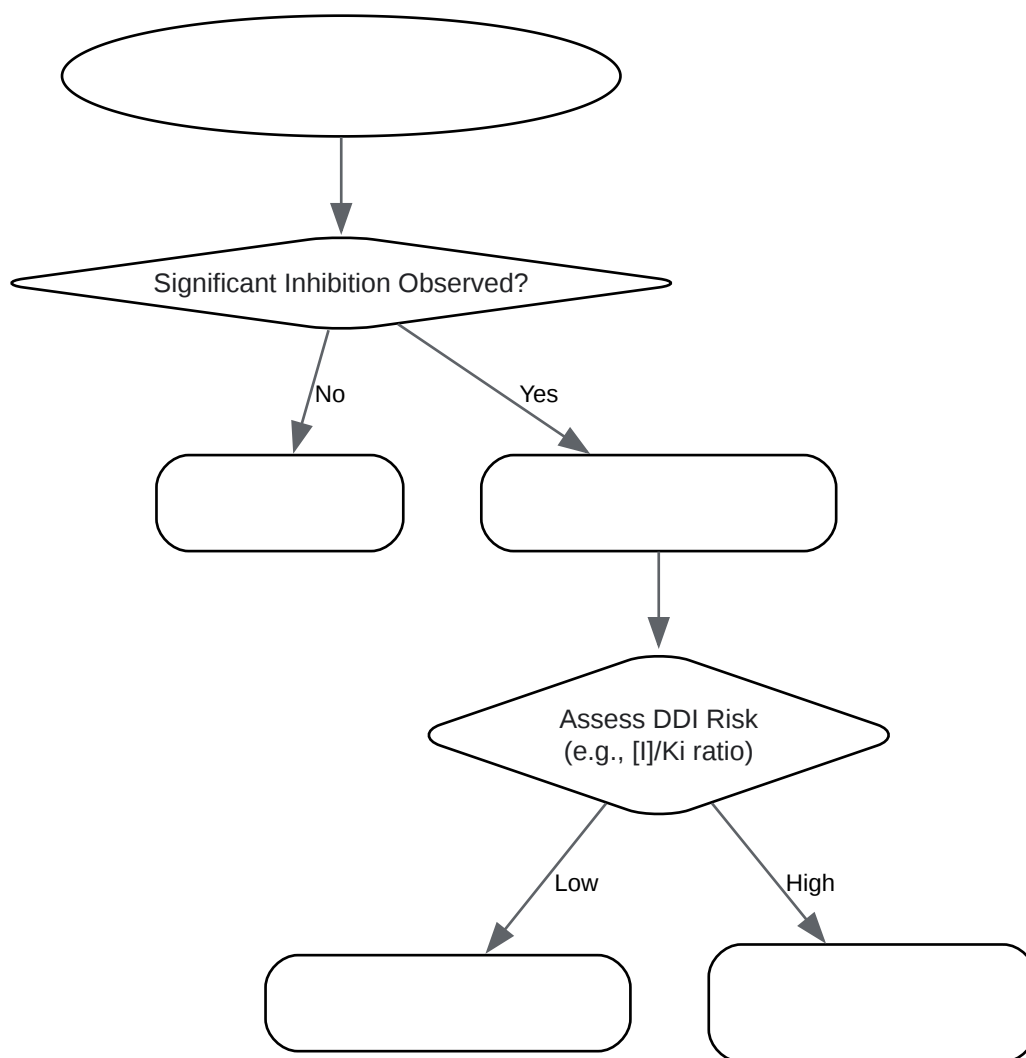 Significant Inhibition Observed?
No
Yes
Assess DDI Risk
(e.g., [I]/Ki ratio)
Low
High